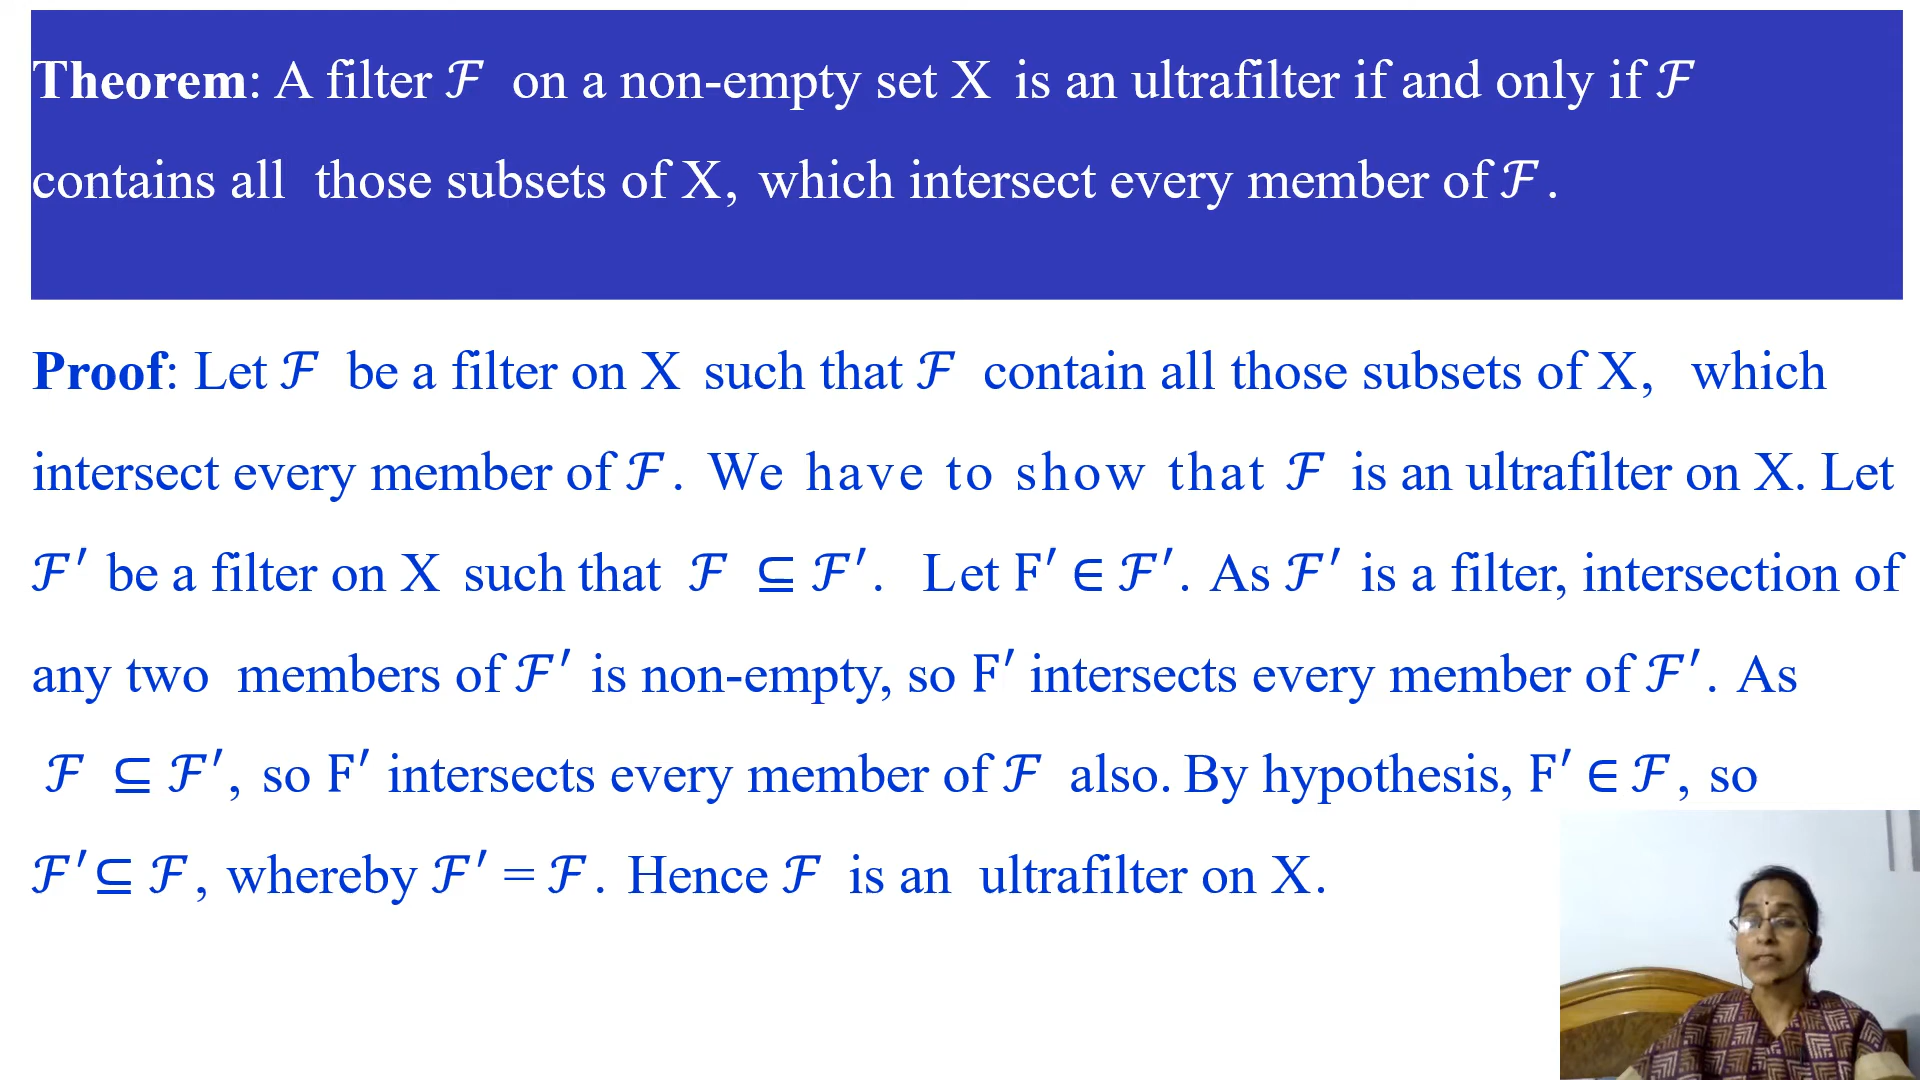 Theorem: A filter ℱ on a non-empty set X is an ultrafilter if and only if ℱ
contains all those subsets of X, which intersect every member of ℱ.
Proof: Let ℱ be a filter on X such that ℱ contain all those subsets of X, which
intersect every member of ℱ. We have to show that ℱ is an ultrafilter on X. Let
ℱ′ be a filter on X such that ℱ ⊆ ℱ′. Let F′ ∈ ℱ′. As ℱ′ is a filter, intersection of
any two members of ℱ′ is non-empty, so F′ intersects every member of ℱ′. As
ℱ ⊆ ℱ′, so F′ intersects every member of ℱ also. By hypothesis, F′ ∈ ℱ, so
ℱ′⊆ ℱ, whereby ℱ′ = ℱ. Hence ℱ is an ultrafilter on X.